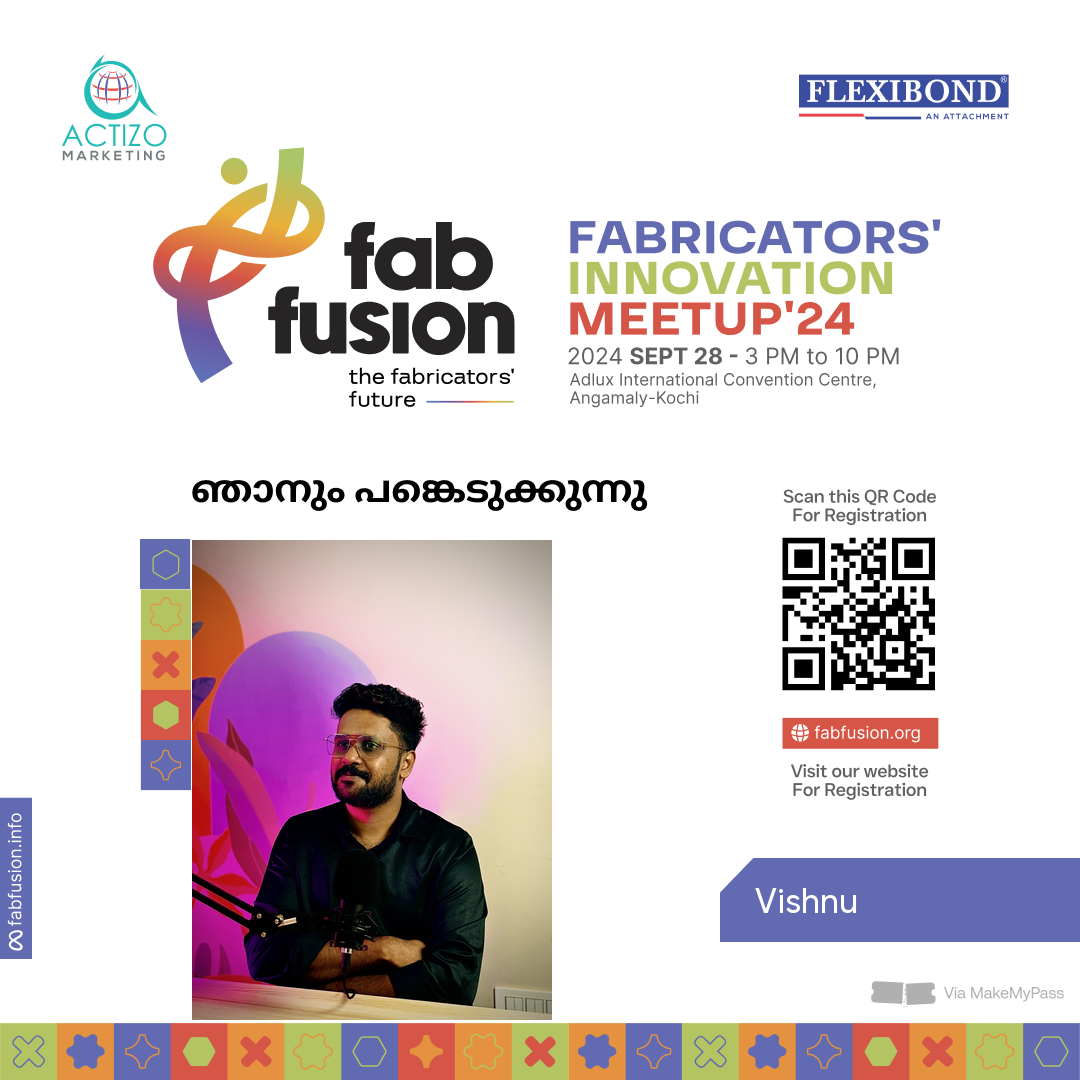 ACTIZO
MARKETING
FLEXIBOND®
AN ATTACHMENT
fab
fusion
the fabricators'
future
FABRICATORS'
INNOVATION
MEETUP'24
2024 SEPT 28 - 3 PM to 10 PM
Adlux International Convention Centre,
Angamaly-Kochi
ഞാനും പങ്കെടുക്കുന്നു
Scan this QR Code
For Registration
fabfusion.org
Visit our website
For Registration
fabfusion.info
Vishnu
Via MakeMyPass